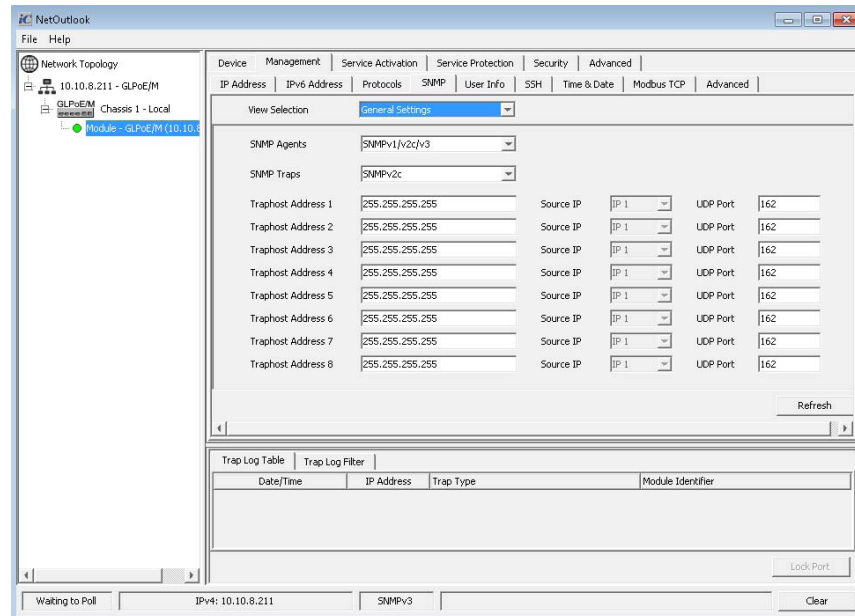 iC NetOutlook
File Help
Network Topology
10.10.8.211 - GLPoE/M
GLPoE/M Chassis 1 - Local
Module - GLPoE/M (10.10.8
Device Management Service Activation Service Protection Security Advanced
IP Address IPv6 Address Protocols SNMP User Info SSH Time & Date Modbus TCP Advanced
View Selection General Settings
SNMP Agents SNMPv1/v2c/v3
SNMP Traps SNMPv2c
Traphost Address 1 255.255.255.255 Source IP IP 1 UDP Port 162
Traphost Address 2 255.255.255.255 Source IP IP 1 UDP Port 162
Traphost Address 3 255.255.255.255 Source IP IP 1 UDP Port 162
Traphost Address 4 255.255.255.255 Source IP IP 1 UDP Port 162
Traphost Address 5 255.255.255.255 Source IP IP 1 UDP Port 162
Traphost Address 6 255.255.255.255 Source IP IP 1 UDP Port 162
Traphost Address 7 255.255.255.255 Source IP IP 1 UDP Port 162
Traphost Address 8 255.255.255.255 Source IP IP 1 UDP Port 162
Refresh
Trap Log Table Trap Log Filter
Date/Time IP Address Trap Type Module Identifier
Lock Port
Waiting to Poll IPv4: 10.10.8.211 SNMPv3 Clear